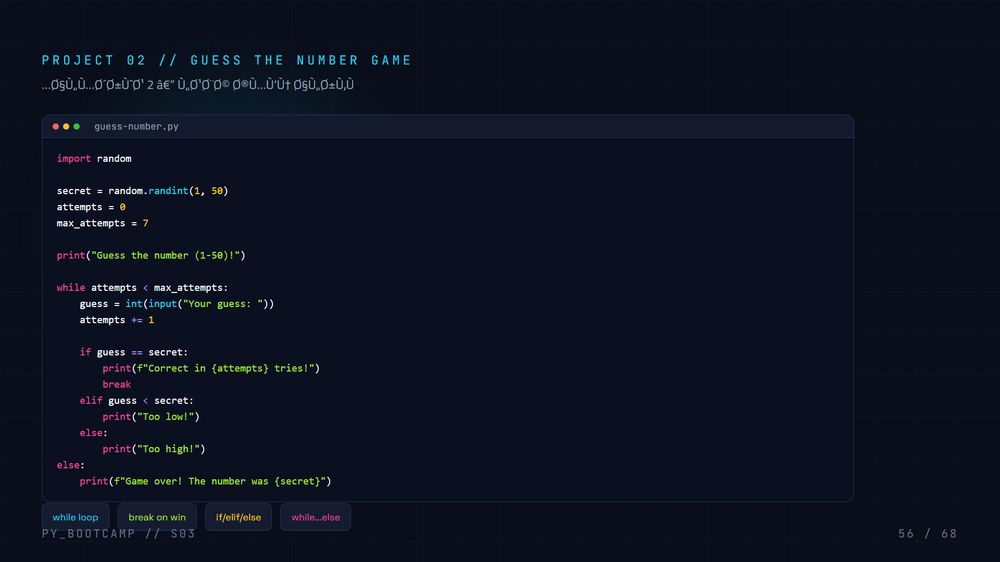 PROJECT 02 // GUESS THE NUMBER GAME
…Ø§Ù„Ù…Ø´Ø±ÙˆØ¹ 2 â€” Ù„Ø¹Ø¨Ø© Ø®Ù…Ù‘Ù† Ø§Ù„Ø±Ù‚Ù
guess-number.py
import random
secret = random.randint(1, 50)
attempts = 0
max_attempts = 7
print("Guess the number (1-50)!")
while attempts < max_attempts:
    guess = int(input("Your guess: "))
    attempts += 1
    if guess == secret:
        print(f"Correct in {attempts} tries!")
        break
    elif guess < secret:
        print("Too low!")
    else:
        print("Too high!")
else:
    print(f"Game over! The number was {secret}")
while loop
break on win
if/elif/else
while...else
PY_BOOTCAMP // S03
56 / 68